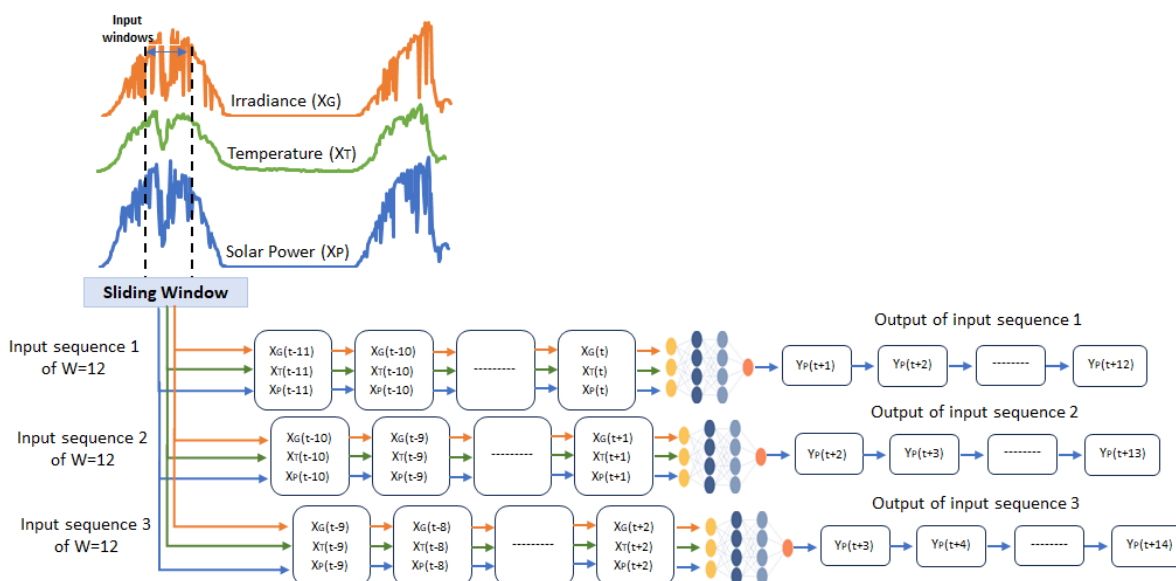 Input
windows
Irradiance (XG)
Temperature (XT)
Solar Power (XP)
Sliding Window
Input sequence 1
of W=12
XG(t-11)
XT(t-11)
XP(t-11)
XG(t-10)
XT(t-10)
XP(t-10)
---------
XG(t)
XT(t)
XP(t)
Output of input sequence 1
YP(t+1)
YP(t+2)
--------
YP(t+12)
Input sequence 2
of W=12
XG(t-10)
XT(t-10)
XP(t-10)
XG(t-9)
XT(t-9)
XP(t-9)
---------
XG(t+1)
XT(t+1)
XP(t+1)
Output of input sequence 2
YP(t+2)
YP(t+3)
--------
YP(t+13)
Input sequence 3
of W=12
XG(t-9)
XT(t-9)
XP(t-9)
XG(t-8)
XT(t-8)
XP(t-8)
---------
XG(t+2)
XT(t+2)
XP(t+2)
Output of input sequence 3
YP(t+3)
YP(t+4)
--------
YP(t+14)